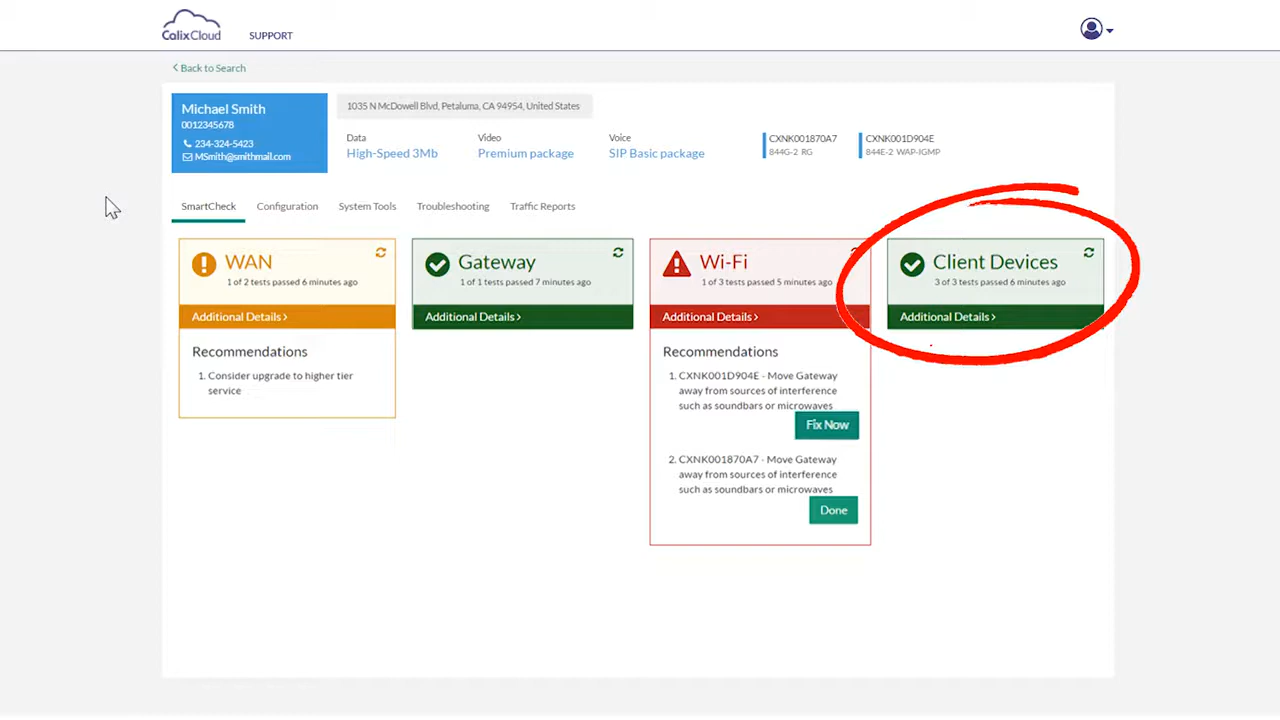 CalixCloud
SUPPORT
Back to Search
Michael Smith
0012345678
234-324-5423
MSmith@smithmail.com
1035 N McDowell Blvd, Petaluma, CA 94954, United States
Data
High-Speed 3Mb
Video
Premium package
Voice
SIP Basic package
CXNK001870A7
844G-2 RG
CXNK001D904E
844E-2 WAP-IGMP
SmartCheck
Configuration
System Tools
Troubleshooting
Traffic Reports
WAN
1 of 2 tests passed 6 minutes ago
Additional Details
Recommendations
1. Consider upgrade to higher tier
service
Gateway
1 of 1 tests passed 7 minutes ago
Additional Details
Wi-Fi
1 of 3 tests passed 5 minutes ago
Additional Details
Recommendations
1. CXNK001D904E - Move Gateway
away from sources of interference
such as soundbars or microwaves
Fix Now
2. CXNK001870A7 - Move Gateway
away from sources of interference
such as soundbars or microwaves
Done
Client Devices
3 of 3 tests passed 6 minutes ago
Additional Details